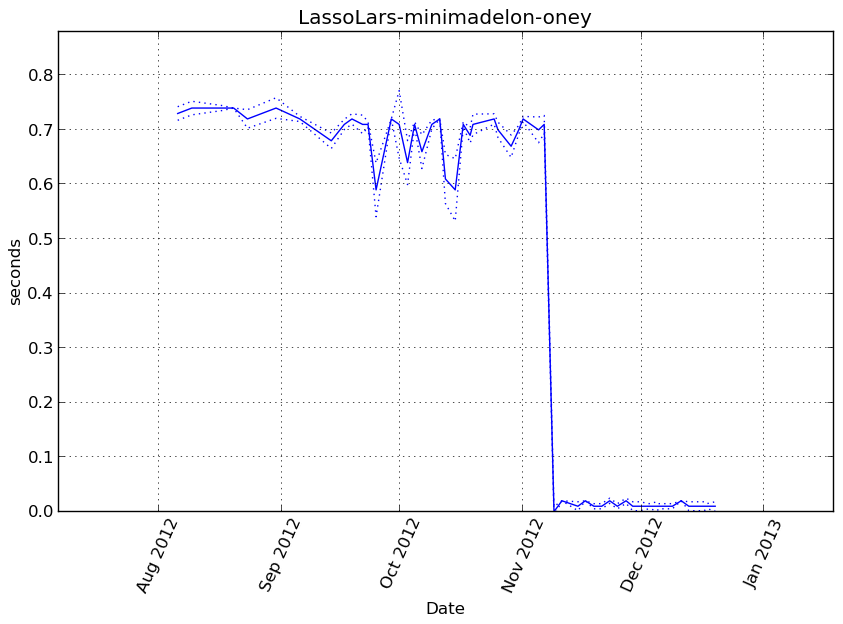 LassoLars-minimadelon-oney
0.8
0.7
0.6
0.5
0.4
0.3
0.2
0.1
0.0
seconds
Aug 2012
Sep 2012
Oct 2012
Nov 2012
Dec 2012
Jan 2013
Date